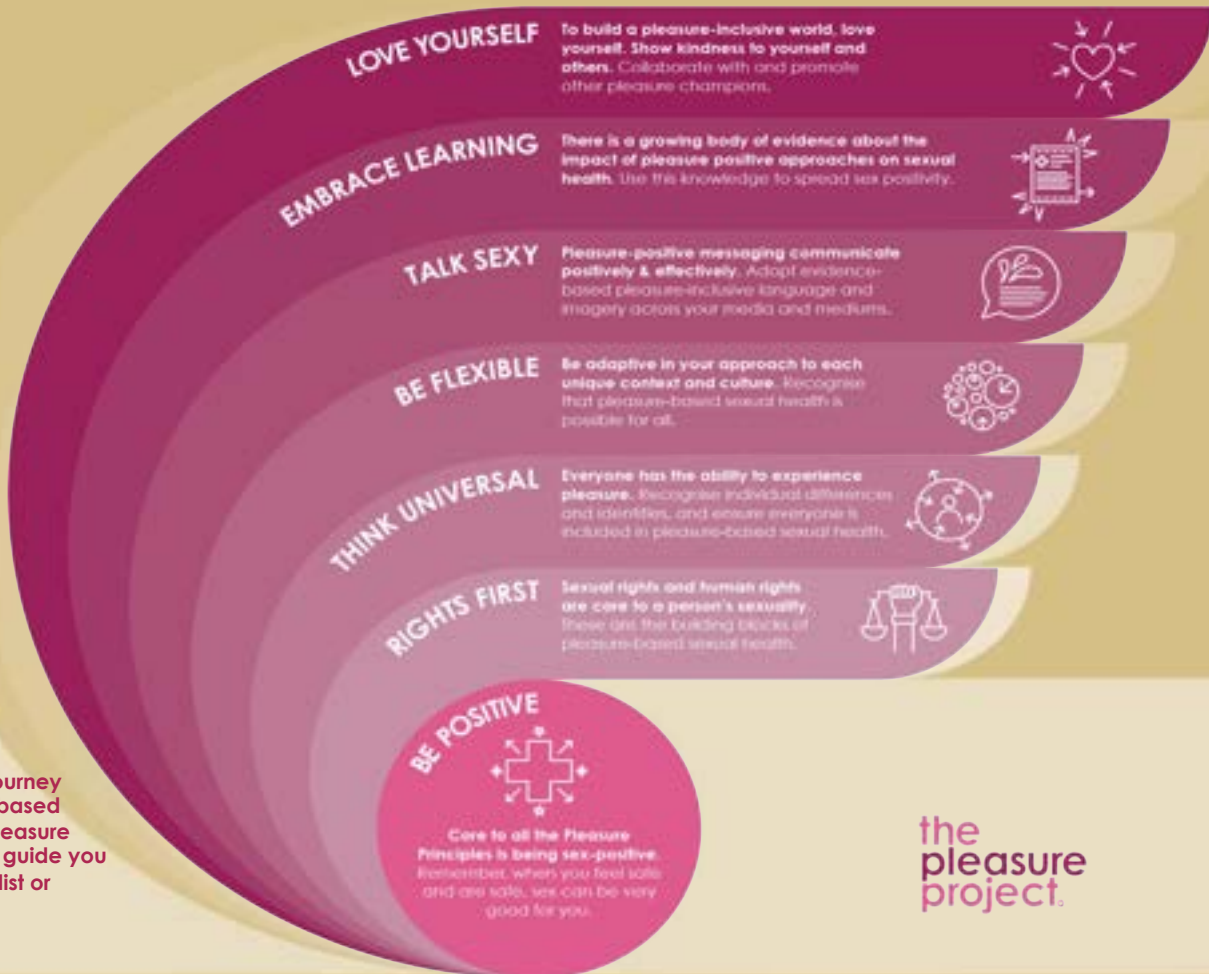 LOVE YOURSELF
To build a pleasure-inclusive world, love
yourself. Show kindness to yourself and
others. Collaborate with and promote
other pleasure champions.
EMBRACE LEARNING
There is a growing body of evidence about the
impact of pleasure positive approaches on sexual
health. Use this knowledge to spread sex positivity.
TALK SEXY
Pleasure-positive messaging communicate
positively & effectively. Adopt evidence-
based pleasure-inclusive language and
imagery across your media and mediums.
BE FLEXIBLE
Be adaptive in your approach to each
unique context and culture. Recognise
that pleasure-based sexual health is
possible for all.
THINK UNIVERSAL
Everyone has the ability to experience
pleasure. Recognise individual differences
and identities, and ensure everyone is
included in pleasure-based sexual health.
RIGHTS FIRST
Sexual rights and human rights
are core to a person's sexuality.
These are the building blocks of
pleasure-based sexual health.
BE POSITIVE
Core to all the Pleasure
Principles is being sex-positive.
Remember, when you feel safe
and are safe, sex can be very
good for you.
ourney
based
easure
guide you
list or
the
pleasure
project.